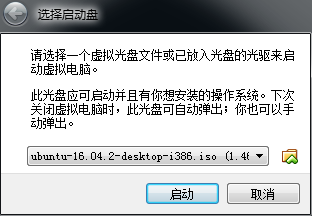 选择启动盘
请选择一个虚拟光盘文件或已放入光盘的光驱来启
动虚拟电脑。
此光盘应可启动并且有你想安装的操作系统。下次
关闭虚拟电脑时，此光盘可自动弹出；你也可以手
动弹出。
ubuntu-16.04.2-desktop-i386.iso (1.4
启动
取消